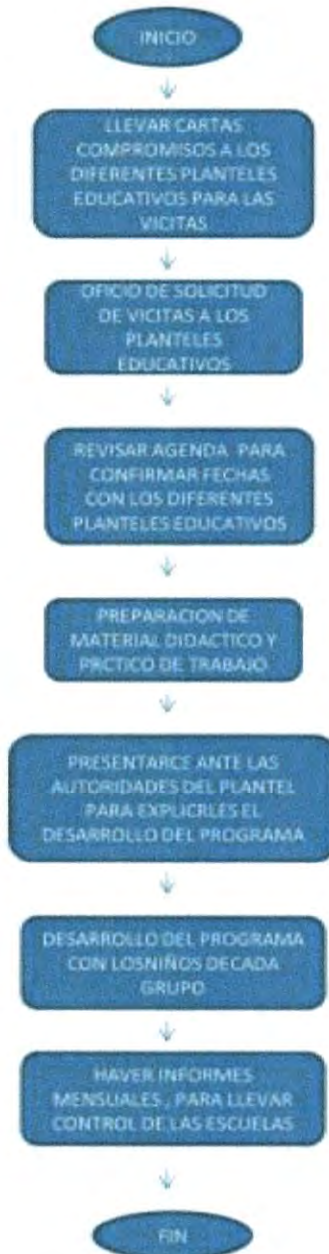 INICIO
LLEVAR CARTAS
COMPROMISOS A LOS
DIFERENTES PLANTELES
EDUCATIVOS PARA LAS
VICITAS
OFICIO DE SOLICITUD
DE VICITAS A LOS
PLANTELES
EDUCATIVOS
REVISAR AGENDA PARA
CONFIRMAR FECHAS
CON LOS DIFERENTES
PLANTELES EDUCATIVOS
PREPARACION DE
MATERIAL DIDACTICO Y
PRCTICO DE TRABAJO
PRESENTARCE ANTE LAS
AUTORIDADES DEL PLANTEL
PARA EXPLICRLES EL
DESARROLLO DEL PROGRAMA
DESARROLLO DEL PROGRAMA
CON LOSNIÑOS DECADA
GRUPO
HAVER INFORMES
MENSUALES , PARA LLEVAR
CONTROL DE LAS ESCUELAS
FIN